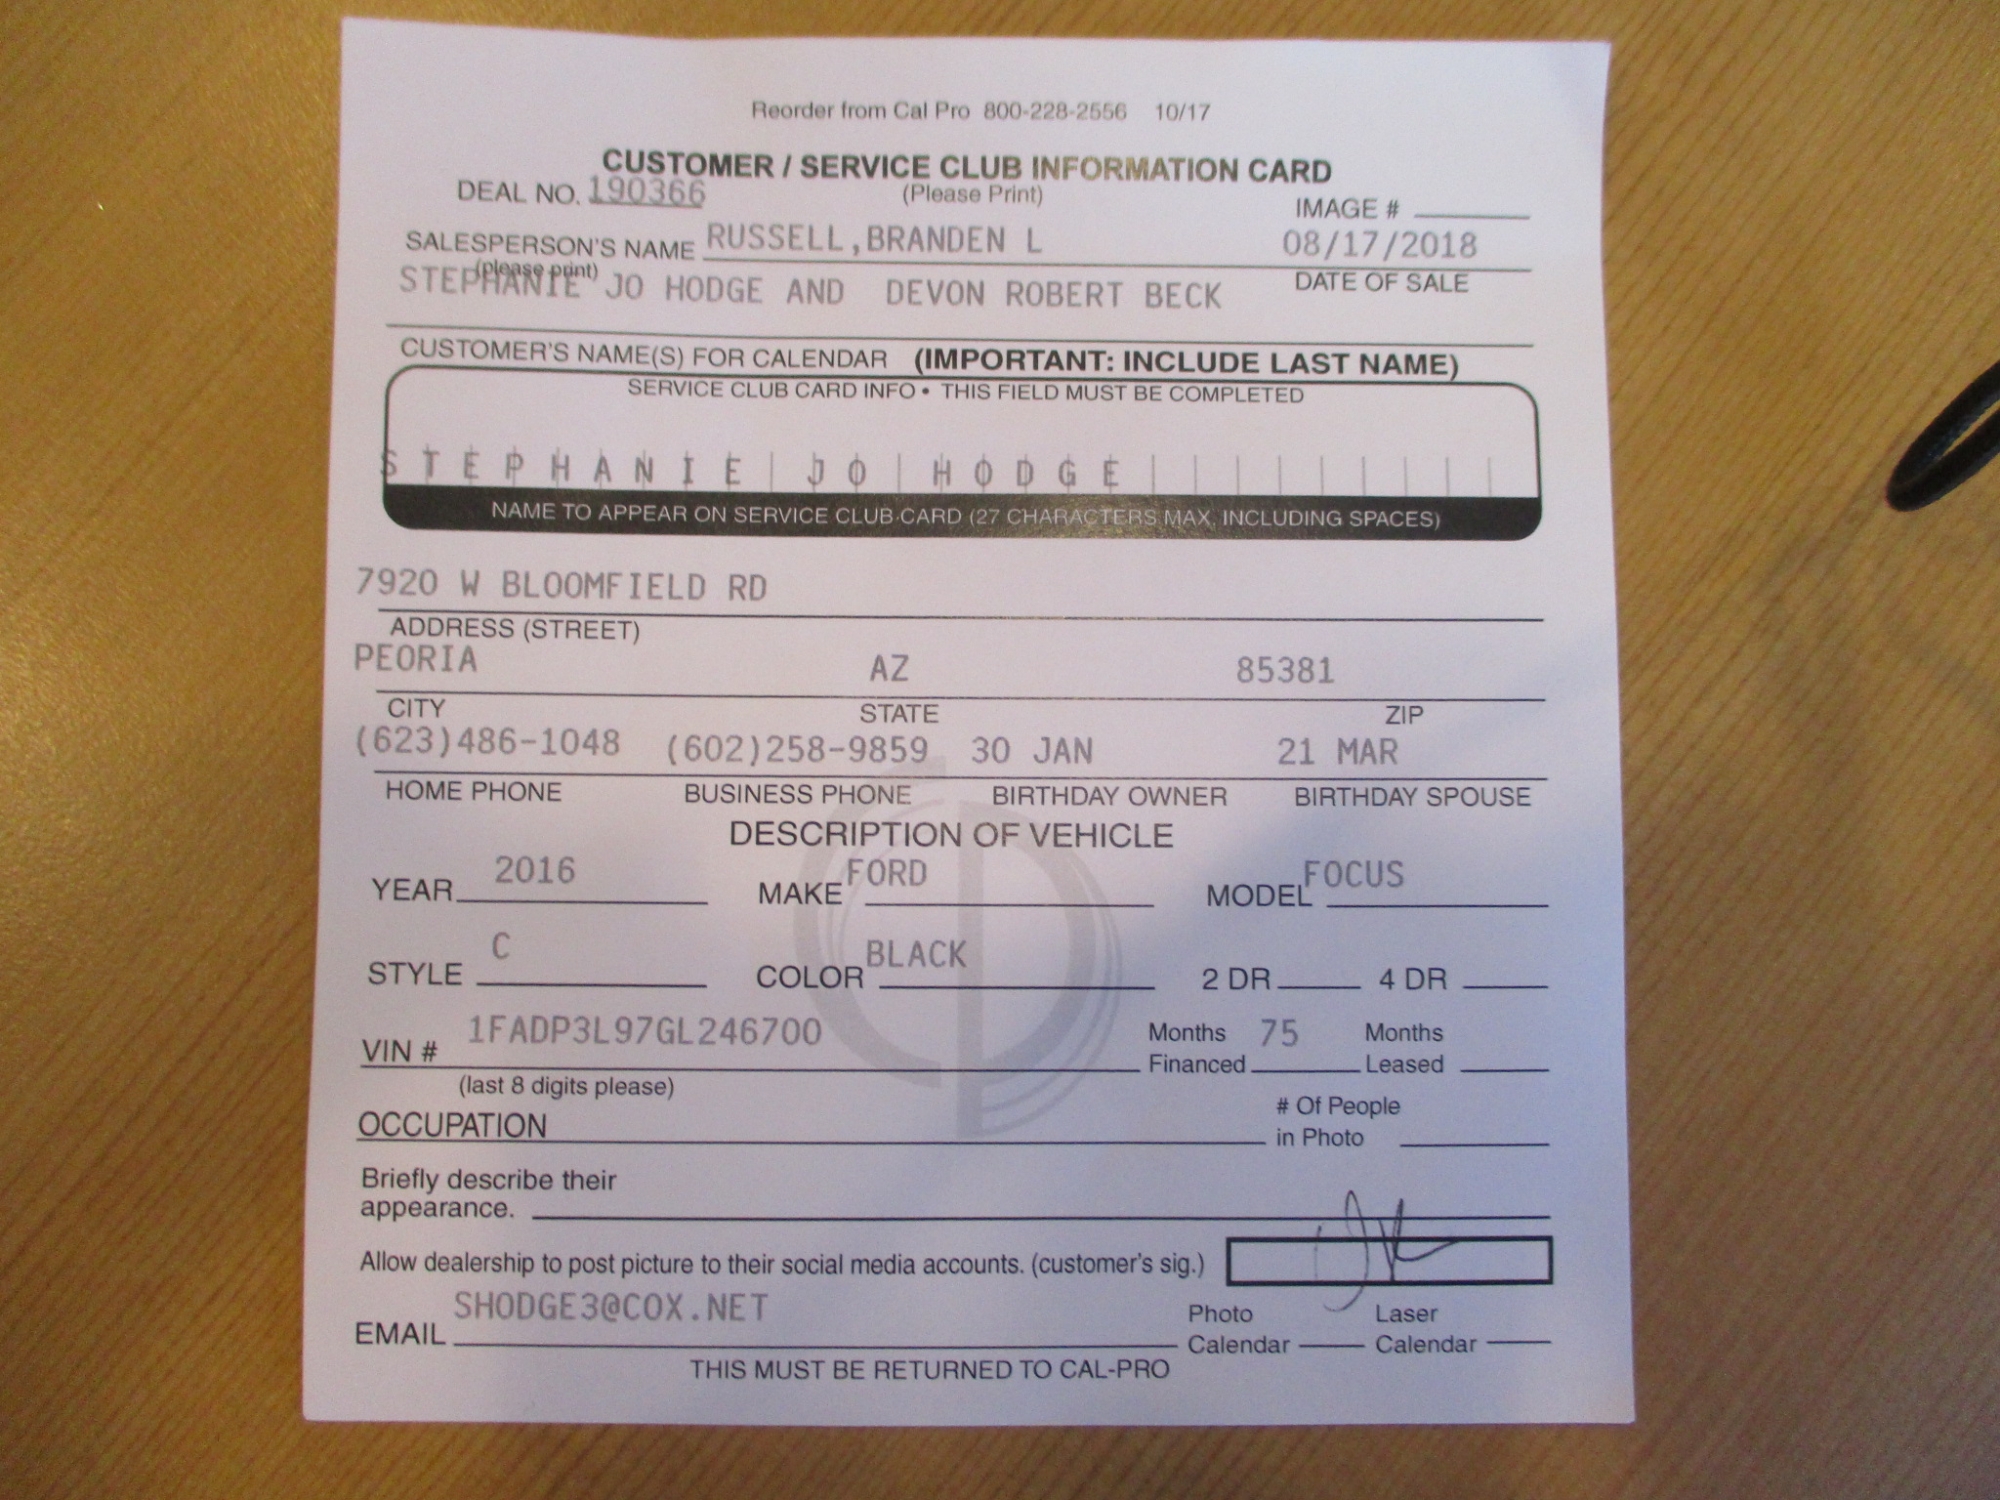 Reorder from Cal Pro 800-228-2556 10/17
CUSTOMER / SERVICE CLUB INFORMATION CARD
DEAL NO. 190366 (Please Print) IMAGE #
SALESPERSON'S NAME RUSSELL,BRANDEN L 08/17/2018
(please print) DATE OF SALE
STEPHANIE JO HODGE AND DEVON ROBERT BECK
CUSTOMER'S NAME(S) FOR CALENDAR (IMPORTANT: INCLUDE LAST NAME)
SERVICE CLUB CARD INFO • THIS FIELD MUST BE COMPLETED
STEPHANIE JO HODGE
NAME TO APPEAR ON SERVICE CLUB CARD (27 CHARACTERS MAX. INCLUDING SPACES)
7920 W BLOOMFIELD RD
ADDRESS (STREET)
PEORIA AZ 85381
CITY STATE ZIP
(623)486-1048 (602)258-9859 30 JAN 21 MAR
HOME PHONE BUSINESS PHONE BIRTHDAY OWNER BIRTHDAY SPOUSE
DESCRIPTION OF VEHICLE
YEAR 2016 MAKE FORD MODEL FOCUS
STYLE C COLOR BLACK 2 DR 4 DR
VIN # 1FADP3L97GL246700 Months Financed 75 Months Leased
(last 8 digits please)
OCCUPATION # Of People in Photo
Briefly describe their
appearance.
Allow dealership to post picture to their social media accounts. (customer's sig.)
EMAIL SHODGE3@COX.NET Photo Calendar Laser Calendar
THIS MUST BE RETURNED TO CAL-PRO